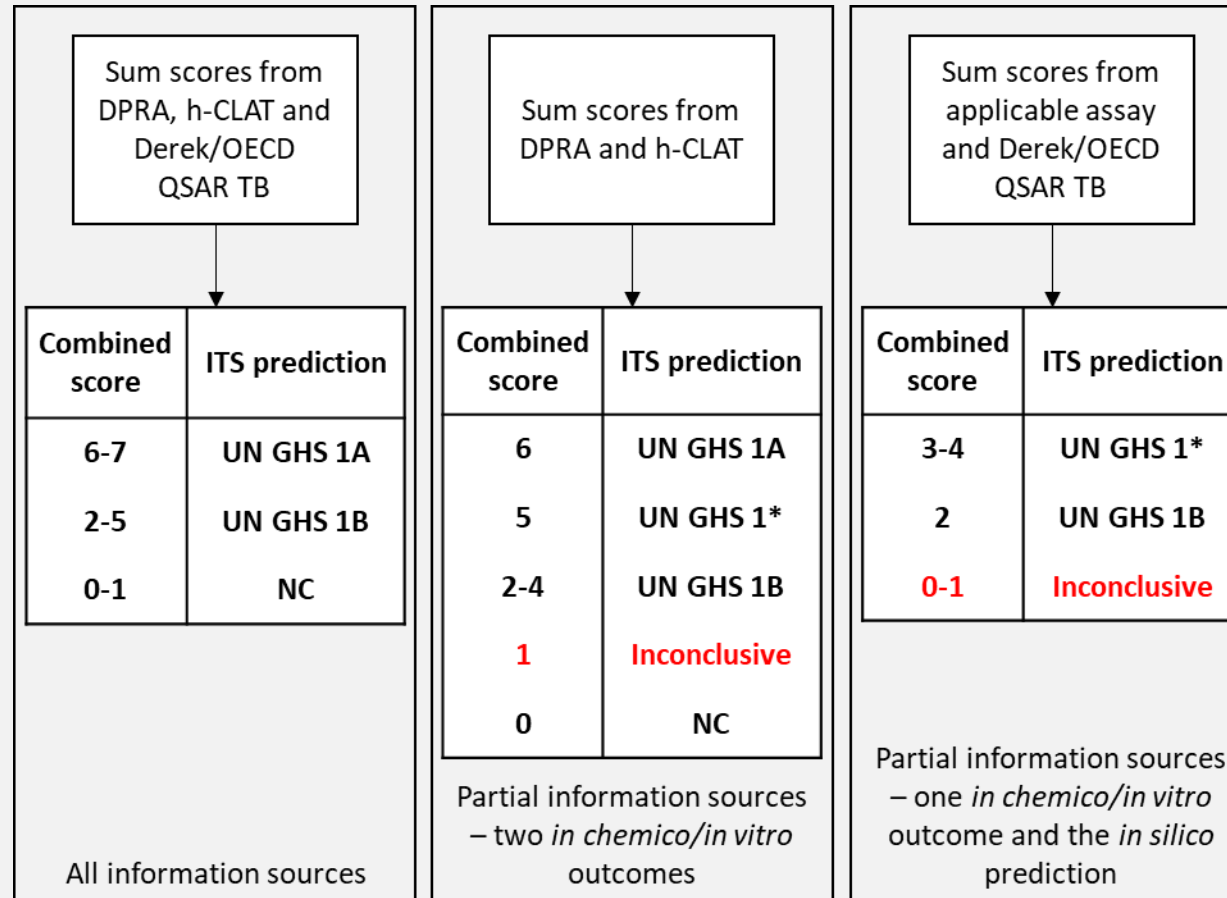 Sum scores from
DPRA, h-CLAT and
Derek/OECD
QSAR TB
Combined score ITS prediction
6-7 UN GHS 1A
2-5 UN GHS 1B
0-1 NC
All information sources
Sum scores from
DPRA and h-CLAT
Combined score ITS prediction
6 UN GHS 1A
5 UN GHS 1*
2-4 UN GHS 1B
1 Inconclusive
0 NC
Partial information sources
– two in chemico/in vitro
outcomes
Sum scores from
applicable assay
and Derek/OECD
QSAR TB
Combined score ITS prediction
3-4 UN GHS 1*
2 UN GHS 1B
0-1 Inconclusive
Partial information sources
– one in chemico/in vitro
outcome and the in silico
prediction